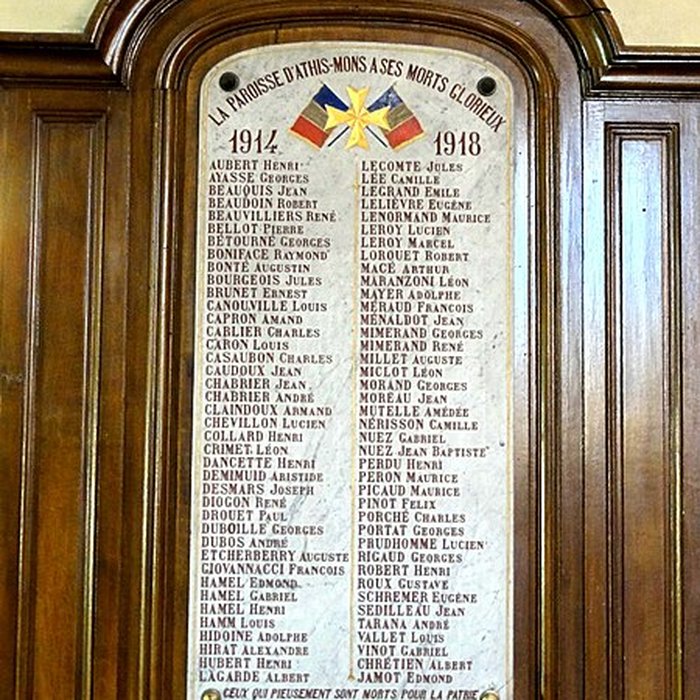 LA PAROISSE D'ATHIS-MONS A SES MORTS GLORIEUX
1914 1918
AUBERT HENRI
AYASSE GEORGES
BEAUQUIS JEAN
BEAUDOIN ROBERT
BEAUVILLIERS RENÉ
BELLOT PIERRE
BÉTOURNÉ GEORGES
BONIFACE RAYMOND
BONTÉ AUGUSTIN
BOURGEOIS JULES
BRUNET ERNEST
CANOUVILLE LOUIS
CAPRON AMAND
CARLIER CHARLES
CARON LOUIS
CASAUBON CHARLES
CAUDOUX JEAN
CHABRIER JEAN
CHABRIER ANDRÉ
CLAINDOUX ARMAND
CHEVILLON LUCIEN
COLLARD HENRI
CRIMET LÉON
DANCETTE HENRI
DEMIMUID ARISTIDE
DESMARS JOSEPH
DIOGON RENÉ
DROUET PAUL
DUBOILLE GEORGES
DUBOS ANDRÉ
ETCHERBERRY AUGUSTE
GIOVANNACCI FRANÇOIS
HAMEL EDMOND
HAMEL GABRIEL
HAMEL HENRI
HAMM LOUIS
HIDOINE ADOLPHE
HIRAT ALEXANDRE
HUBERT HENRI
LAGARDE ALBERT
LECOMTE JULES
LÉE CAMILLE
LEGRAND EMILE
LELIÈVRE EUGÈNE
LENORMAND MAURICE
LEROY LUCIEN
LEROY MARCEL
LORQUET ROBERT
MACÉ ARTHUR
MARANZONI LÉON
MAYER ADOLPHE
MÉRAUD FRANÇOIS
MÉNALDOT JEAN
MIMERAND GEORGES
MIMERAND RENÉ
MILLET AUGUSTE
MICLOT LÉON
MORAND GEORGES
MOREAU JEAN
MUTELLE AMÉDÉE
NÉRISSON CAMILLE
NUEZ GABRIEL
NUEZ JEAN BAPTISTE
PERDU HENRI
PERON MAURICE
PICAUD MAURICE
PINOT FELIX
PORCHÉ CHARLES
PORTAT GEORGES
PRUDHOMME LUCIEN
RIGAUD GEORGES
ROBERT HENRI
ROUX GUSTAVE
SCHREMER EUGÈNE
SEDILLEAU JEAN
TARANA ANDRÉ
VALLET LOUIS
VINOT GABRIEL
CHRÉTIEN ALBERT
JAMOT EDMOND
CEUX QUI PIEUSEMENT SONT MORTS POUR LA PATRIE